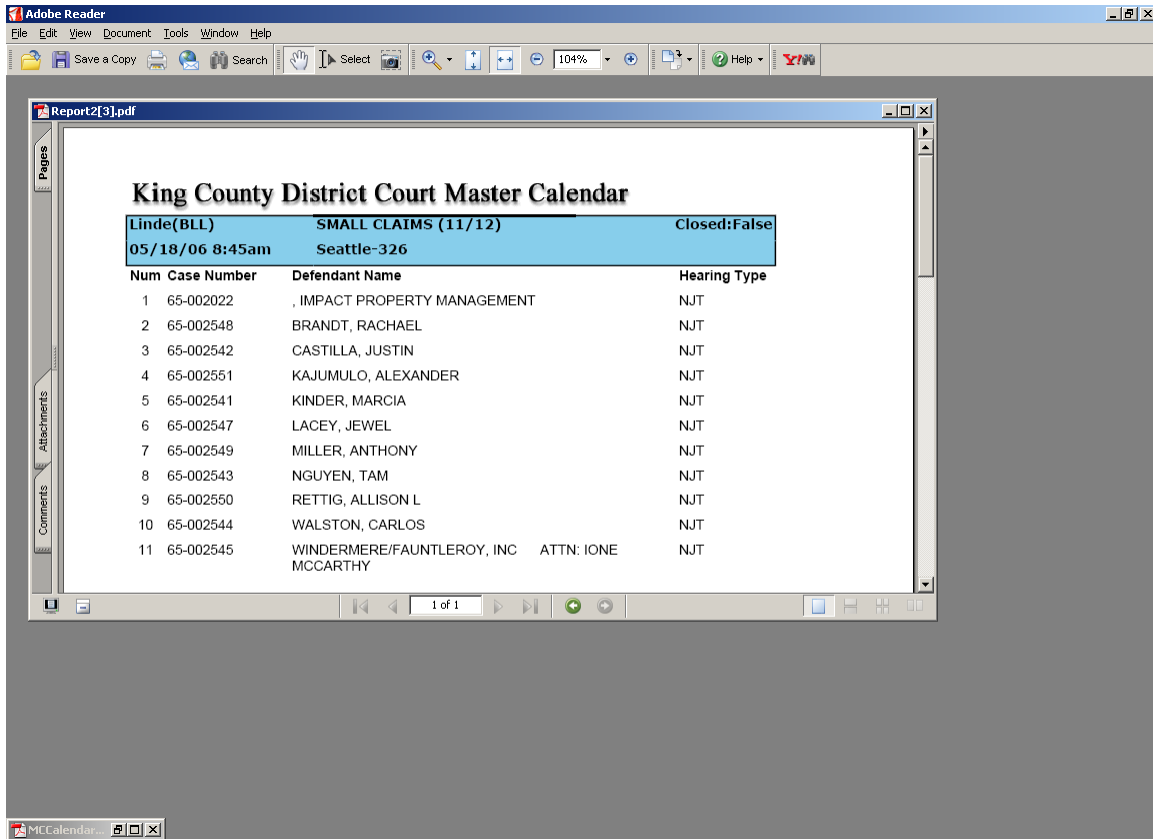 Adobe Reader
File Edit View Document Tools Window Help
Save a Copy Search Select 104% Help Y!
Report2[3].pdf
Pages
Attachments
Comments
King County District Court Master Calendar
Linde(BLL) SMALL CLAIMS (11/12) Closed:False
05/18/06 8:45am Seattle-326
Num Case Number Defendant Name Hearing Type
1 65-002022 , IMPACT PROPERTY MANAGEMENT NJT
2 65-002548 BRANDT, RACHAEL NJT
3 65-002542 CASTILLA, JUSTIN NJT
4 65-002551 KAJUMULO, ALEXANDER NJT
5 65-002541 KINDER, MARCIA NJT
6 65-002547 LACEY, JEWEL NJT
7 65-002549 MILLER, ANTHONY NJT
8 65-002543 NGUYEN, TAM NJT
9 65-002550 RETTIG, ALLISON L NJT
10 65-002544 WALSTON, CARLOS NJT
11 65-002545 WINDERMERE/FAUNTLEROY, INC ATTN: IONE NJT
MCCARTHY
1 of 1
MCCalendar...